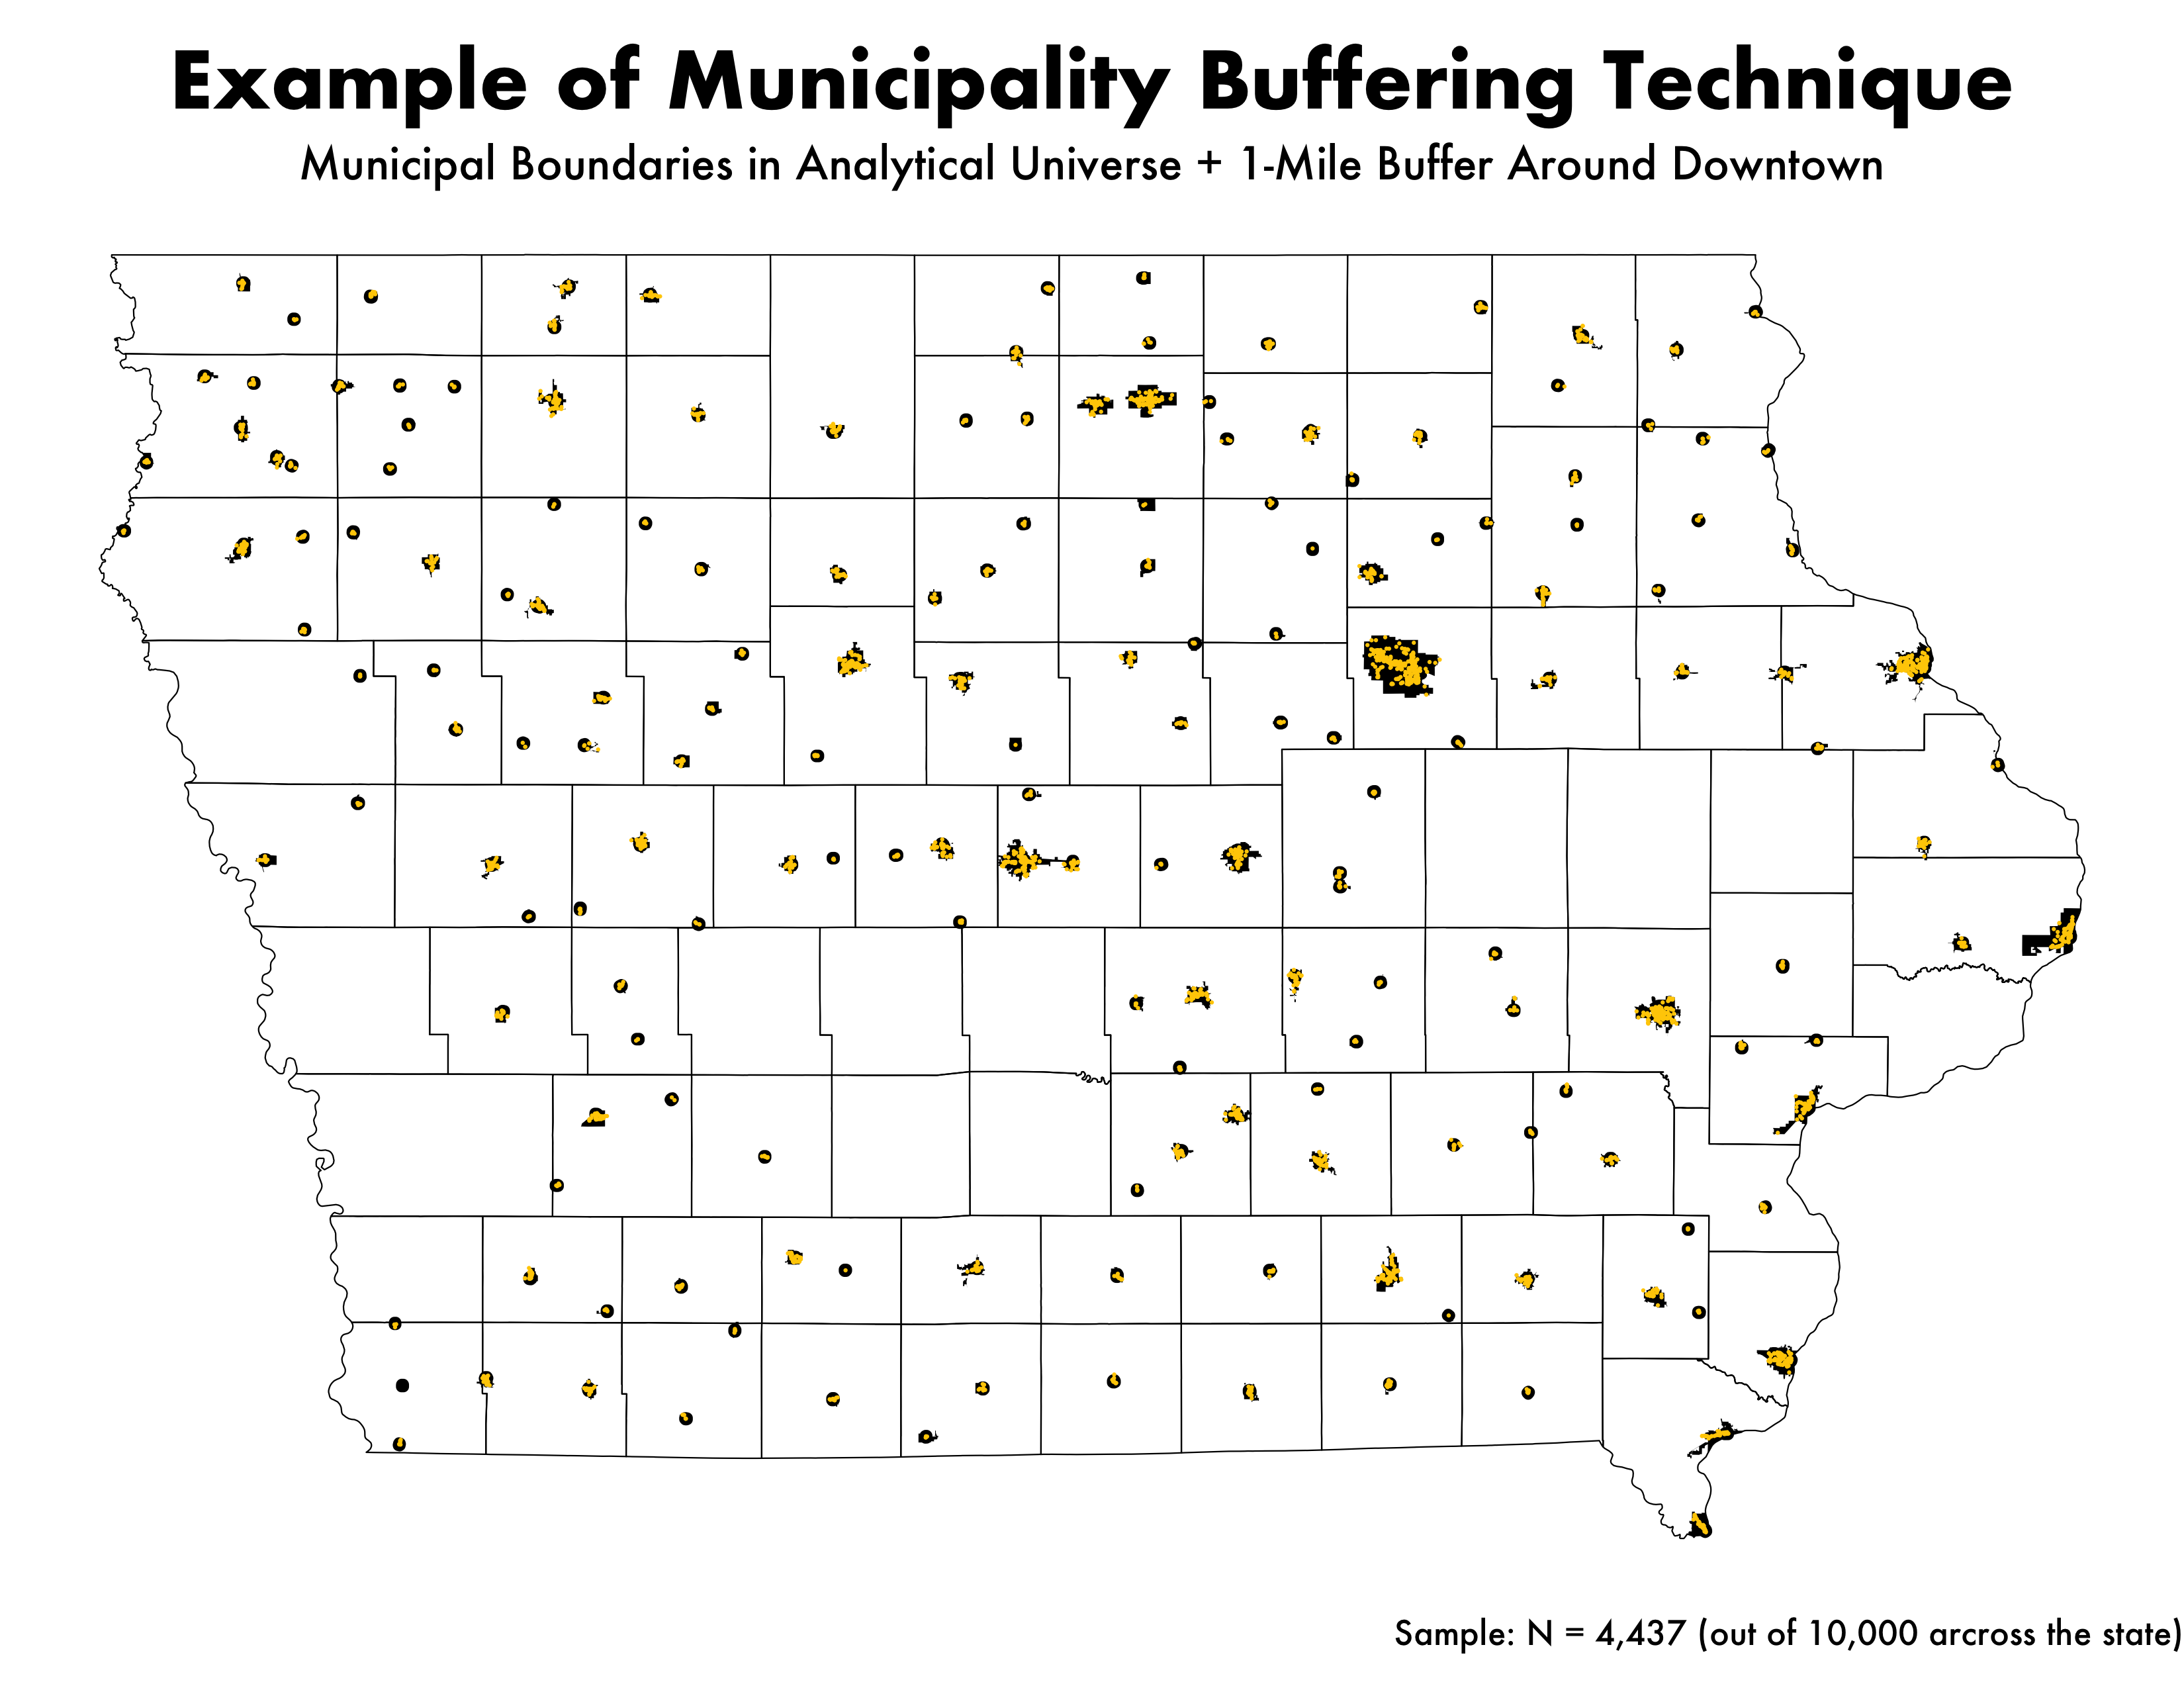 Example of Municipality Buffering Technique
Municipal Boundaries in Analytical Universe + 1-Mile Buffer Around Downtown
Sample: N = 4,437 (out of 10,000 arcross the state)